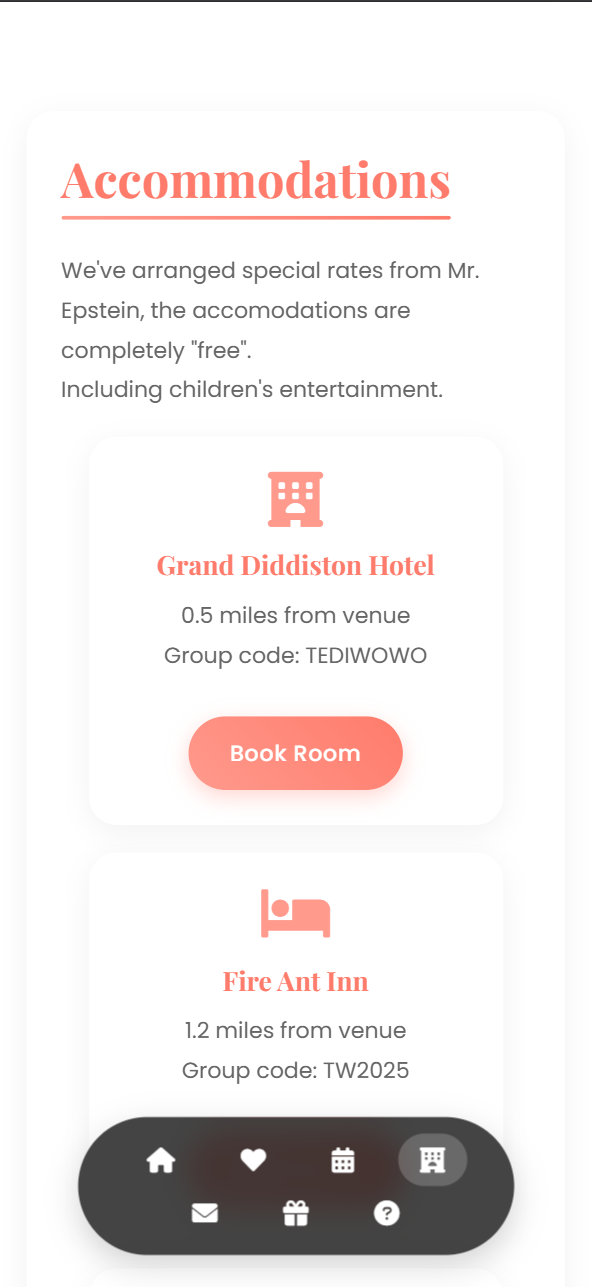 Accommodations
We've arranged special rates from Mr.
Epstein, the accomodations are
completely "free".
Including children's entertainment.
Grand Diddiston Hotel
0.5 miles from venue
Group code: TEDIWOWO
Book Room
Fire Ant Inn
1.2 miles from venue
Group code: TW2025
?